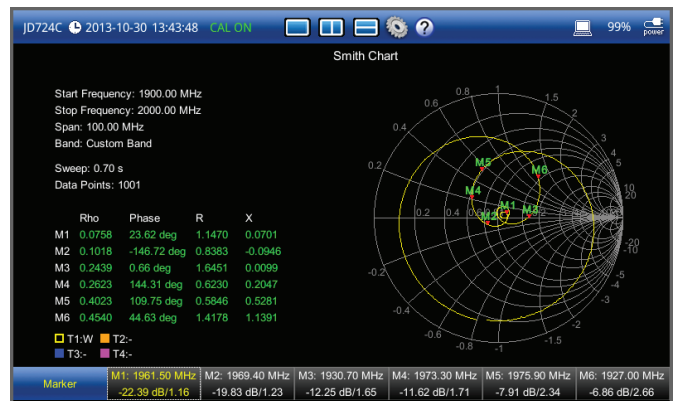 JD724C 2013-10-30 13:43:48 CAL ON 99% power
Smith Chart
Start Frequency: 1900.00 MHz
Stop Frequency: 2000.00 MHz
Span: 100.00 MHz
Band: Custom Band
Sweep: 0.70 s
Data Points: 1001
Rho Phase R X
M1 0.0758 23.62 deg 1.1470 0.0701
M2 0.1018 -146.72 deg 0.8383 -0.0946
M3 0.2439 0.66 deg 1.6451 0.0099
M4 0.2623 144.31 deg 0.6230 0.2047
M5 0.4023 109.75 deg 0.5846 0.5281
M6 0.4540 44.63 deg 1.4178 1.1391
T1:W T2:-
T3:- T4:-
0.8 1 1.5
0.6 2
0.4 3
4
M5 M6 5
0.2
M4 10
20
0.2 0.4 M1
M2 M3
-20
-10
-0.2 -5
-4
-0.4 -3
-0.6 -2
-0.8 -1 -1.5
Marker
M1: 1961.50 MHz M2: 1969.40 MHz M3: 1930.70 MHz M4: 1973.30 MHz M5: 1975.90 MHz M6: 1927.00 MHz
-22.39 dB/1.16 -19.83 dB/1.23 -12.25 dB/1.65 -11.62 dB/1.71 -7.91 dB/2.34 -6.86 dB/2.66